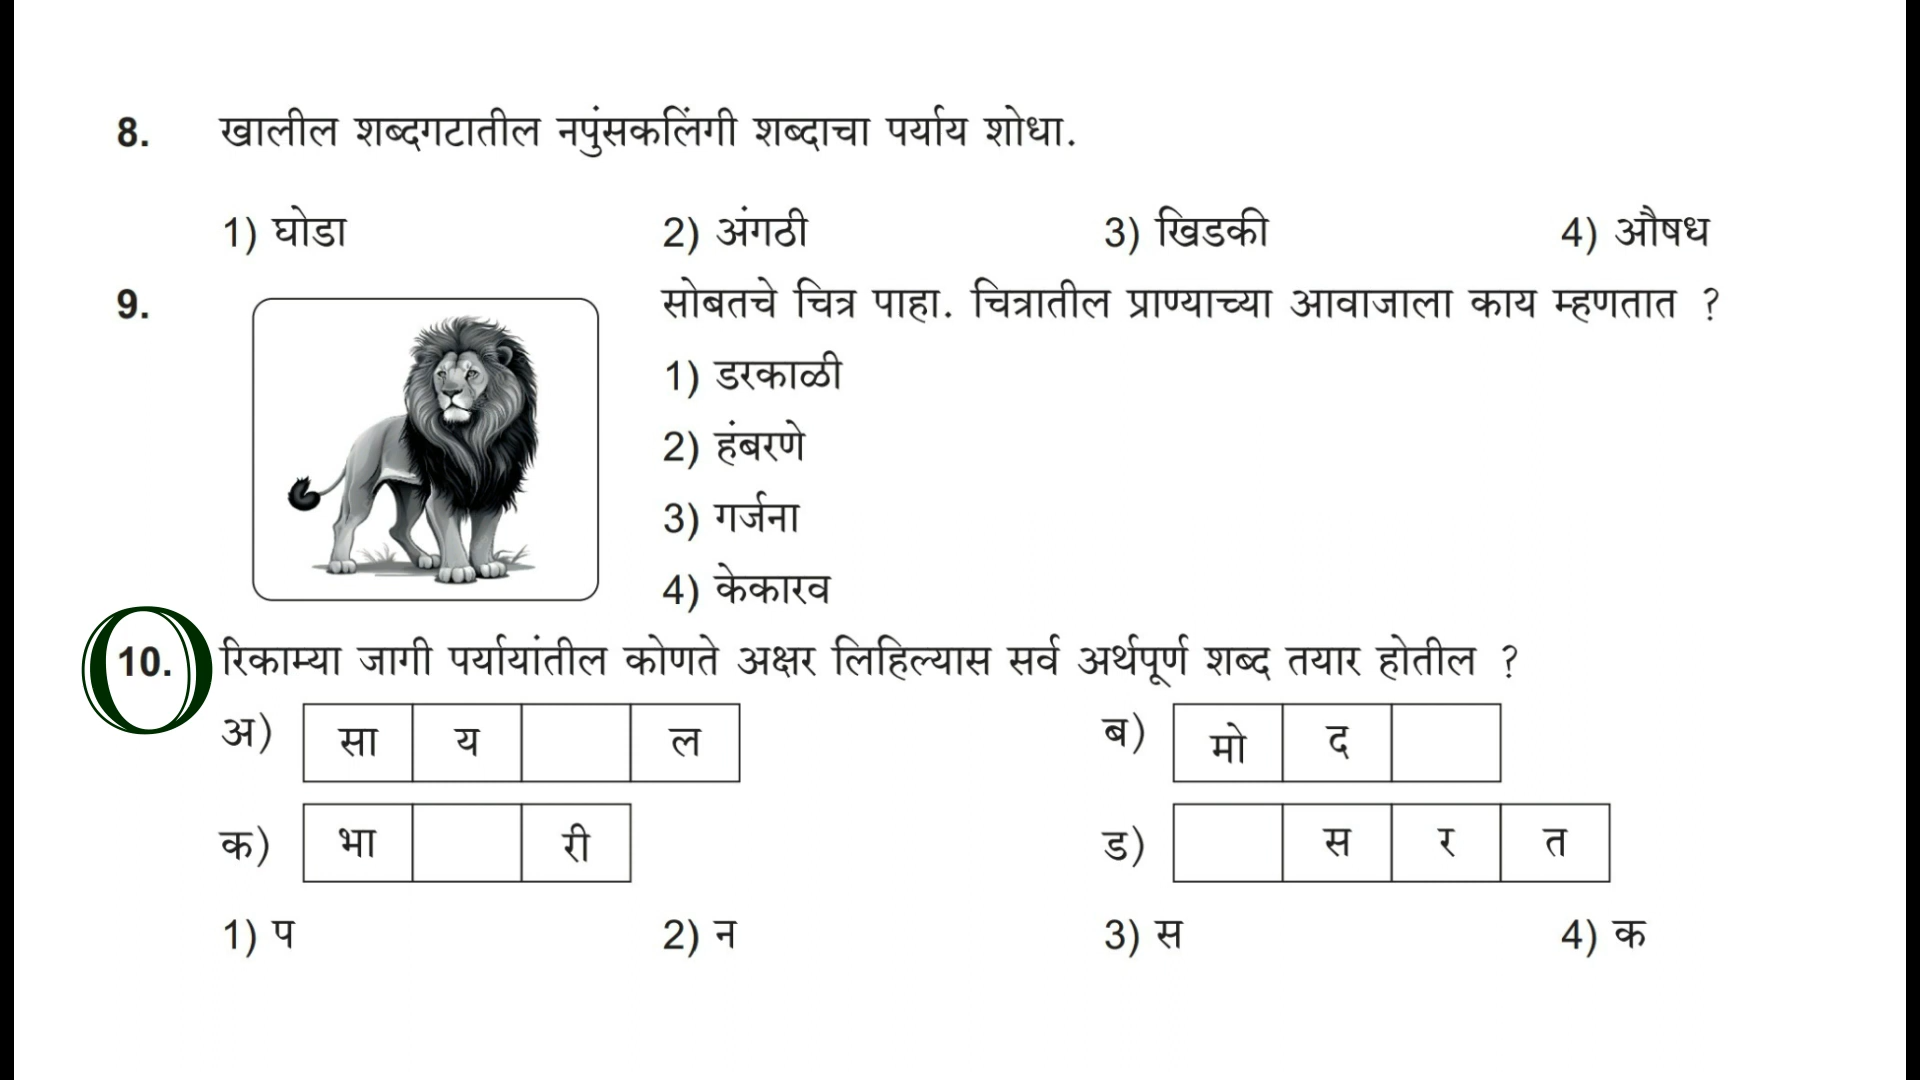 8. खालील शब्दगटातील नपुंसकलिंगी शब्दाचा पर्याय शोधा.
1) घोडा 2) अंगठी 3) खिडकी 4) औषध
9. सोबतचे चित्र पाहा. चित्रातील प्राण्याच्या आवाजाला काय म्हणतात ?
1) डरकाळी
2) हंबरणे
3) गर्जना
4) केकारव
10. रिकाम्या जागी पर्यायांतील कोणते अक्षर लिहिल्यास सर्व अर्थपूर्ण शब्द तयार होतील ?
अ) सा य ल ब) मो द
क) भा री ड) स र त
1) प 2) न 3) स 4) क